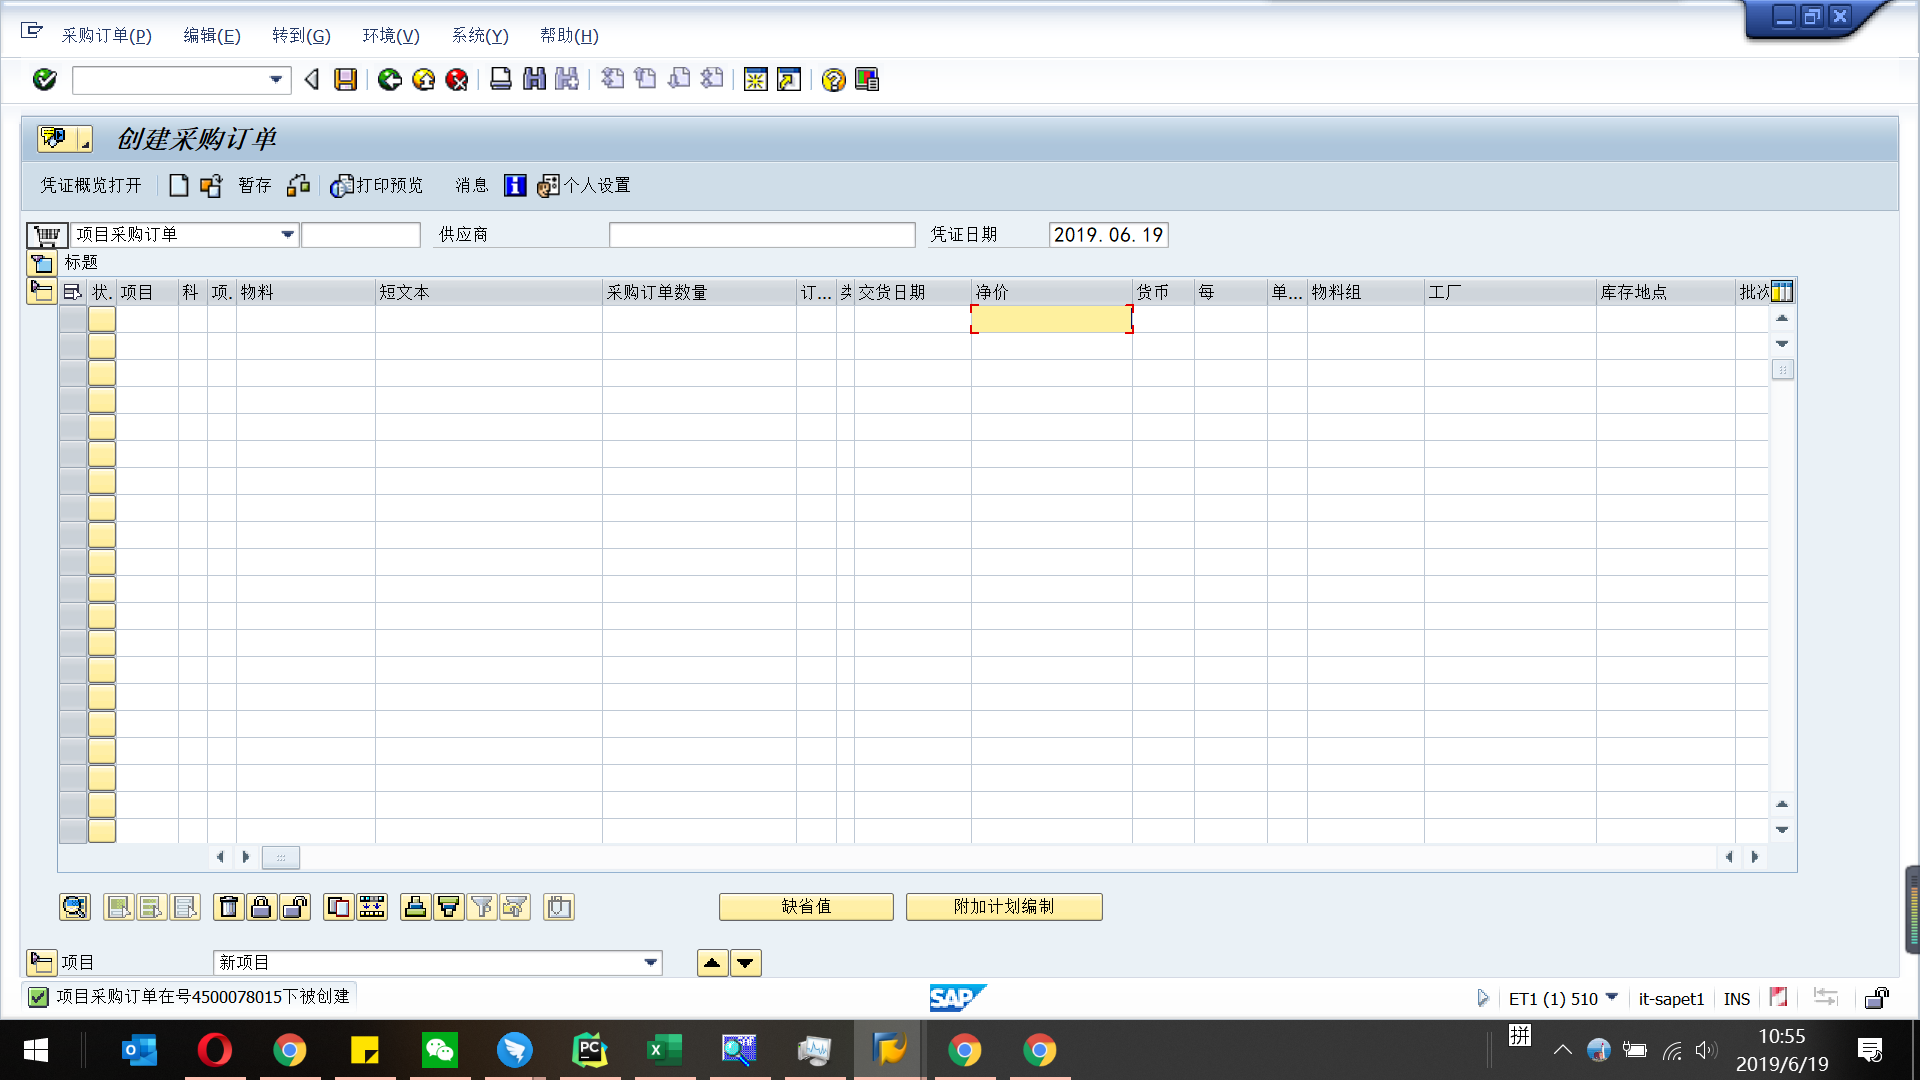 采购订单(P) 编辑(E) 转到(G) 环境(V) 系统(Y) 帮助(H)
创建采购订单
凭证概览打开 暂存 打印预览 消息 个人设置
项目采购订单 供应商 凭证日期 2019.06.19
标题
状. 项目 科 项. 物料 短文本 采购订单数量 订... 交货日期 净价 货币 每 单... 物料组 工厂 库存地点 批次
缺省值 附加计划编制
项目 新项目
项目采购订单在号4500078015下被创建 SAP ET1 (1) 510 it-sapet1 INS
拼 10:55
2019/6/19